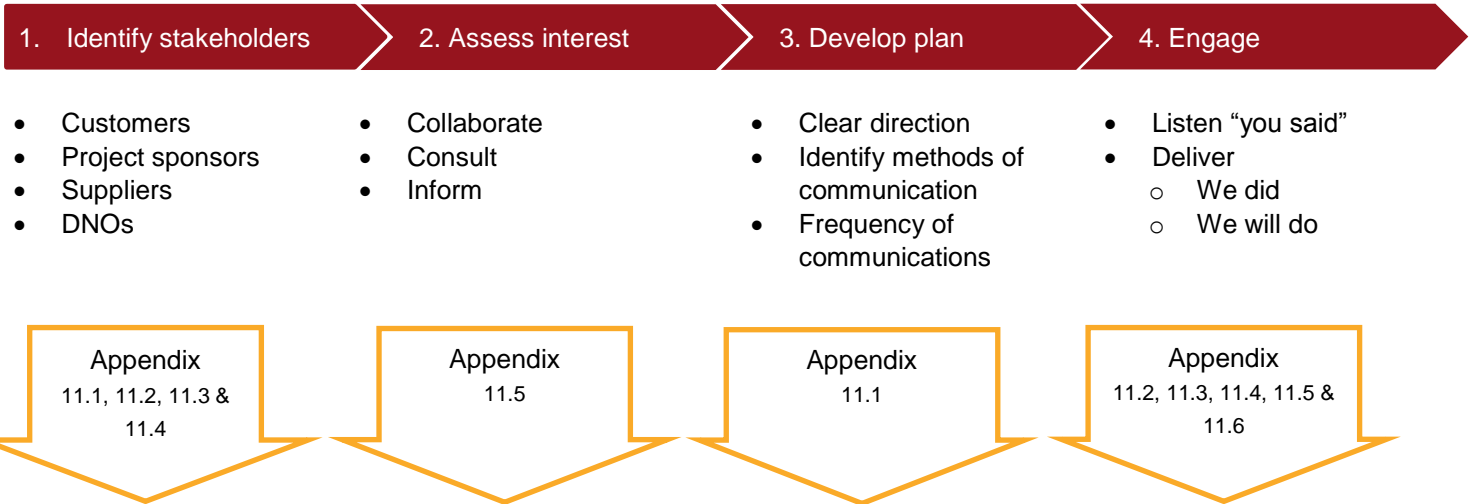 1. Identify stakeholders
2. Assess interest
3. Develop plan
4. Engage
• Customers
• Project sponsors
• Suppliers
• DNOs
• Collaborate
• Consult
• Inform
• Clear direction
• Identify methods of
communication
• Frequency of
communications
• Listen “you said”
• Deliver
o We did
o We will do
Appendix
11.1, 11.2, 11.3 &
11.4
Appendix
11.5
Appendix
11.1
Appendix
11.2, 11.3, 11.4, 11.5 &
11.6